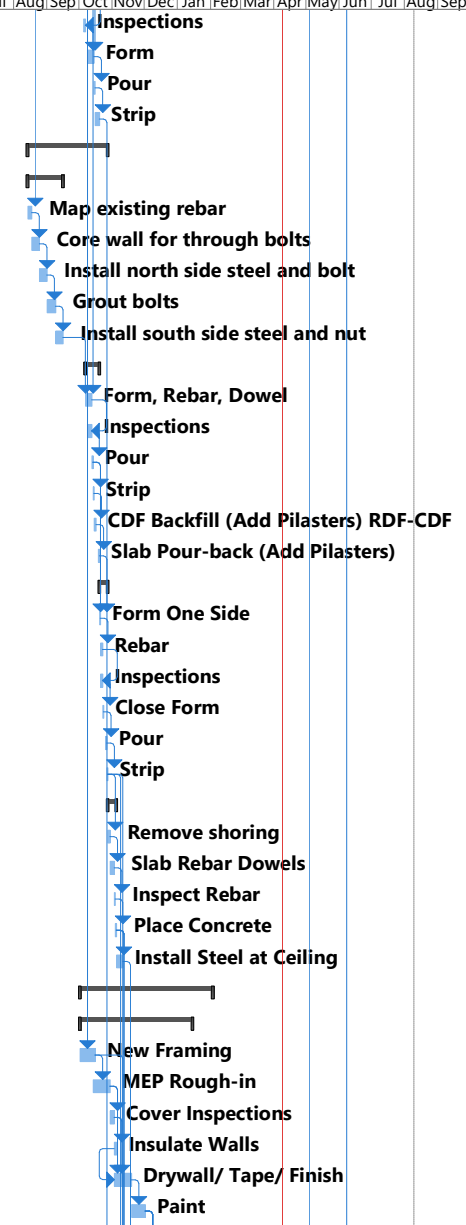 Aug Sep Oct Nov Dec Jan Feb Mar Apr May Jun Jul Aug Sep
Inspections
Form
Pour
Strip
Map existing rebar
Core wall for through bolts
Install north side steel and bolt
Grout bolts
Install south side steel and nut
Form, Rebar, Dowel
Inspections
Pour
Strip
CDF Backfill (Add Pilasters) RDF-CDF
Slab Pour-back (Add Pilasters)
Form One Side
Rebar
Inspections
Close Form
Pour
Strip
Remove shoring
Slab Rebar Dowels
Inspect Rebar
Place Concrete
Install Steel at Ceiling
New Framing
MEP Rough-in
Cover Inspections
Insulate Walls
Drywall/ Tape/ Finish
Paint